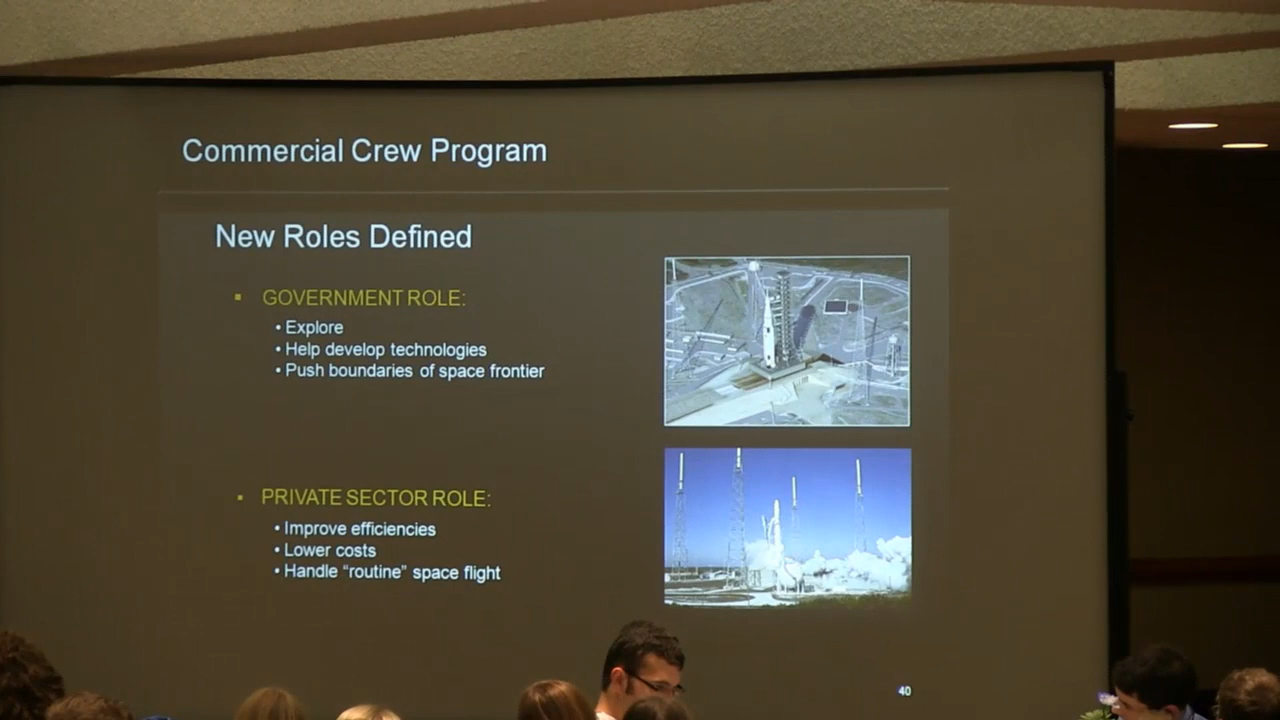 Commercial Crew Program
New Roles Defined
▪ GOVERNMENT ROLE:
• Explore
• Help develop technologies
• Push boundaries of space frontier
▪ PRIVATE SECTOR ROLE:
• Improve efficiencies
• Lower costs
• Handle “routine” space flight
40